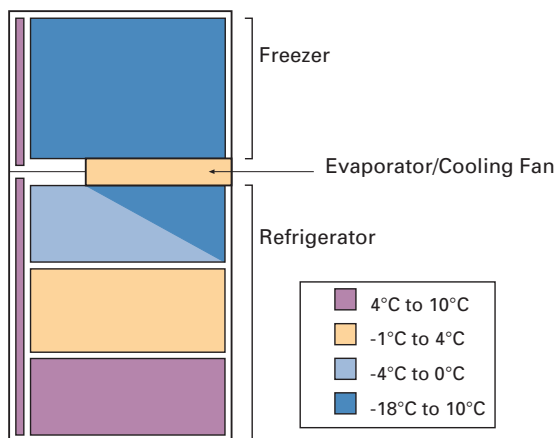 Freezer
Evaporator/Cooling Fan
Refrigerator
4°C to 10°C
-1°C to 4°C
-4°C to 0°C
-18°C to 10°C